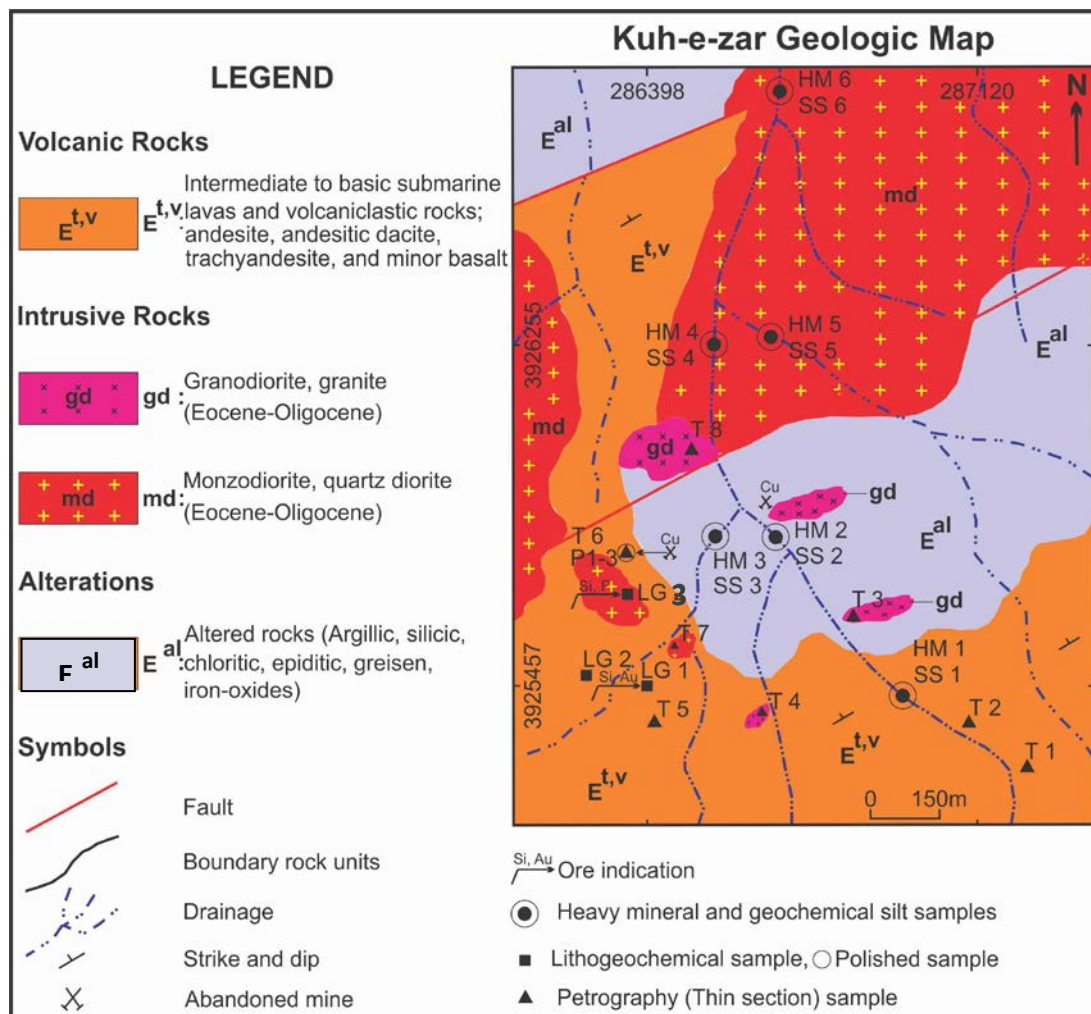 Kuh-e-zar Geologic Map
LEGEND
Volcanic Rocks
E t,v
E t,v:
Intermediate to basic submarine
lavas and volcaniclastic rocks;
andesite, andesitic dacite,
trachyandesite, and minor basalt
Intrusive Rocks
gd
gd :
Granodiorite, granite
(Eocene-Oligocene)
md
md:
Monzodiorite, quartz diorite
(Eocene-Oligocene)
Alterations
F al
E al:
Altered rocks (Argillic, silicic,
chloritic, epiditic, greisen,
iron-oxides)
Symbols
Fault
Boundary rock units
Drainage
Strike and dip
Abandoned mine
286398
HM 6
SS 6
287120
N
E al
md
E t,v
3926255
HM 4
SS 4
HM 5
SS 5
E al
md
gd
T 8
Cu
gd
T 6
P1-3
Cu
HM 3
SS 3
HM 2
SS 2
E al
Si, F
LG 3
T 3
gd
T 7
HM 1
SS 1
3925457
LG 2
Si, Au
LG 1
T 5
T 4
T 2
E t,v
T 1
E t,v
0 150m
Si, Au
Ore indication
Heavy mineral and geochemical silt samples
Lithogeochemical sample, Polished sample
Petrography (Thin section) sample